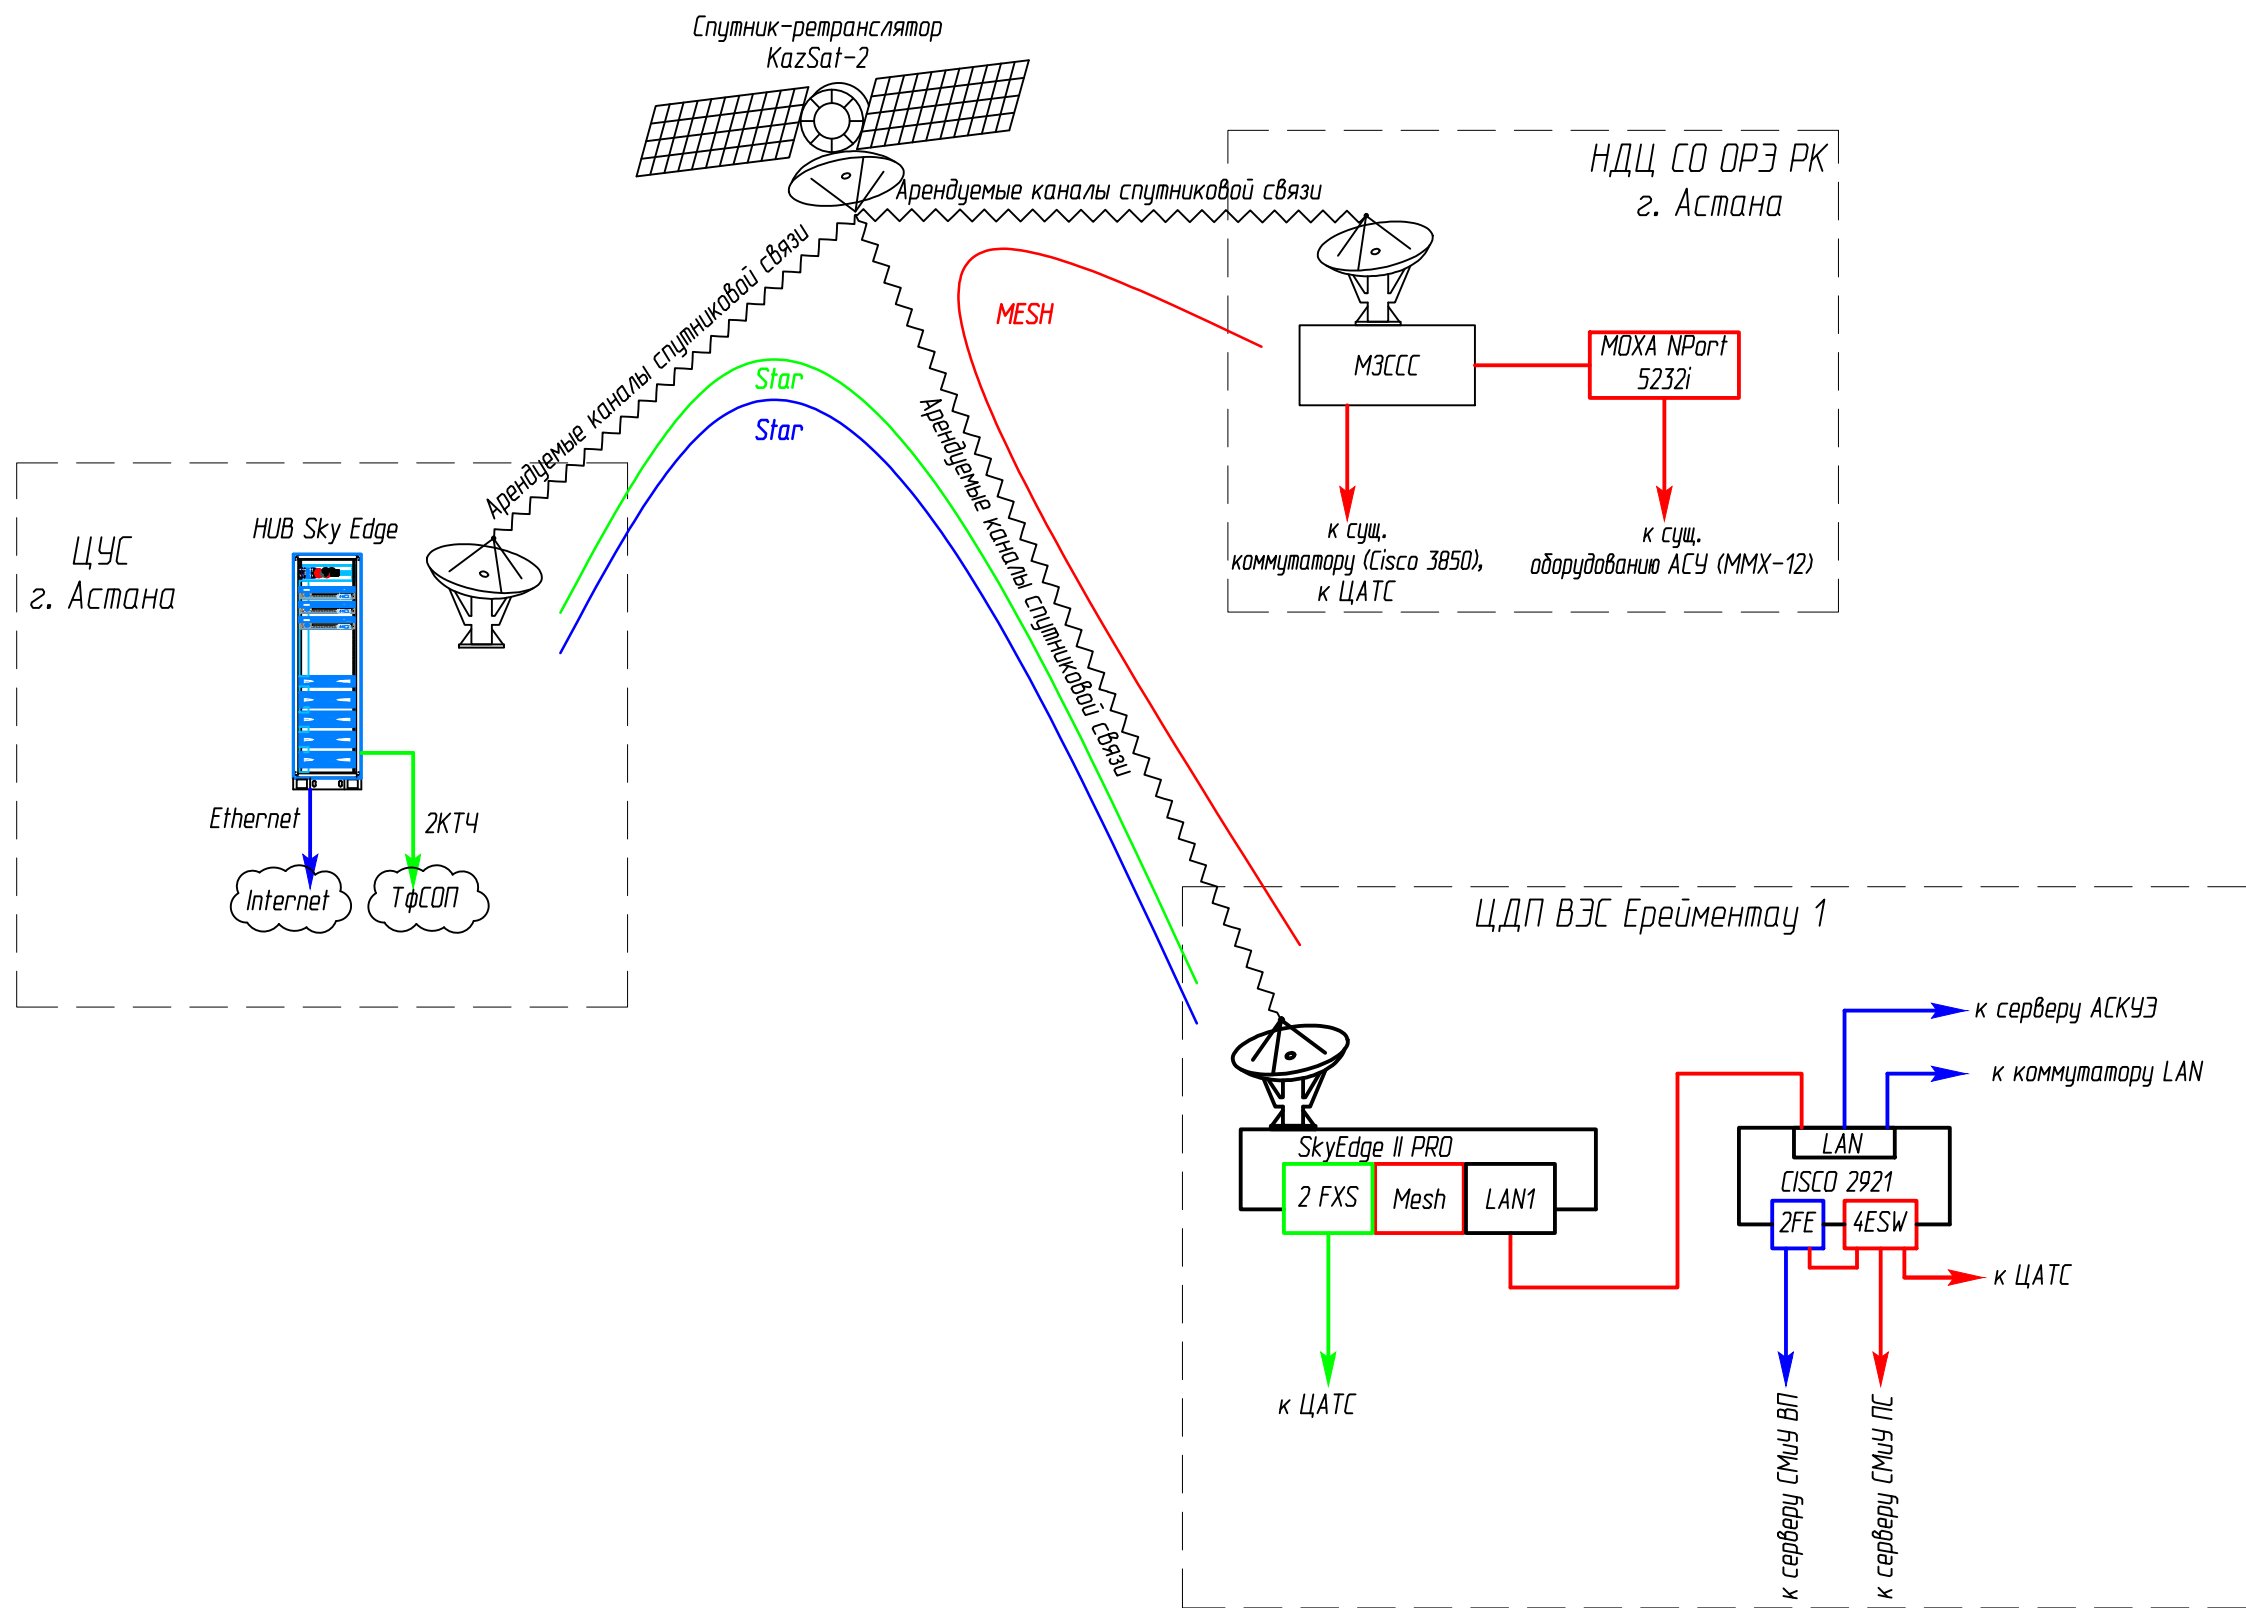 Спутник-ретранслятор
KazSat-2
Арендуемые каналы спутниковой связи
НДЦ СО ОРЭ РК
г. Астана
Арендуемые каналы спутниковой связи
MESH
МЗССС
MOXA NPort
5232i
Star
Star
Арендуемые каналы спутниковой связи
к сущ.
коммутатору (Cisco 3850),
к ЦАТС
к сущ.
оборудованию АСУ (ММХ-12)
ЦУС
г. Астана
HUB Sky Edge
Ethernet
2КТЧ
Internet
ТфСОП
ЦДП ВЭС Ерейментау 1
к серверу АСКУЭ
к коммутатору LAN
SkyEdge II PRO
2 FXS
Mesh
LAN1
LAN
CISCO 2921
2FE
4ESW
к ЦАТС
к ЦАТС
к серверу СМиУ ВП
к серверу СМиУ ПС